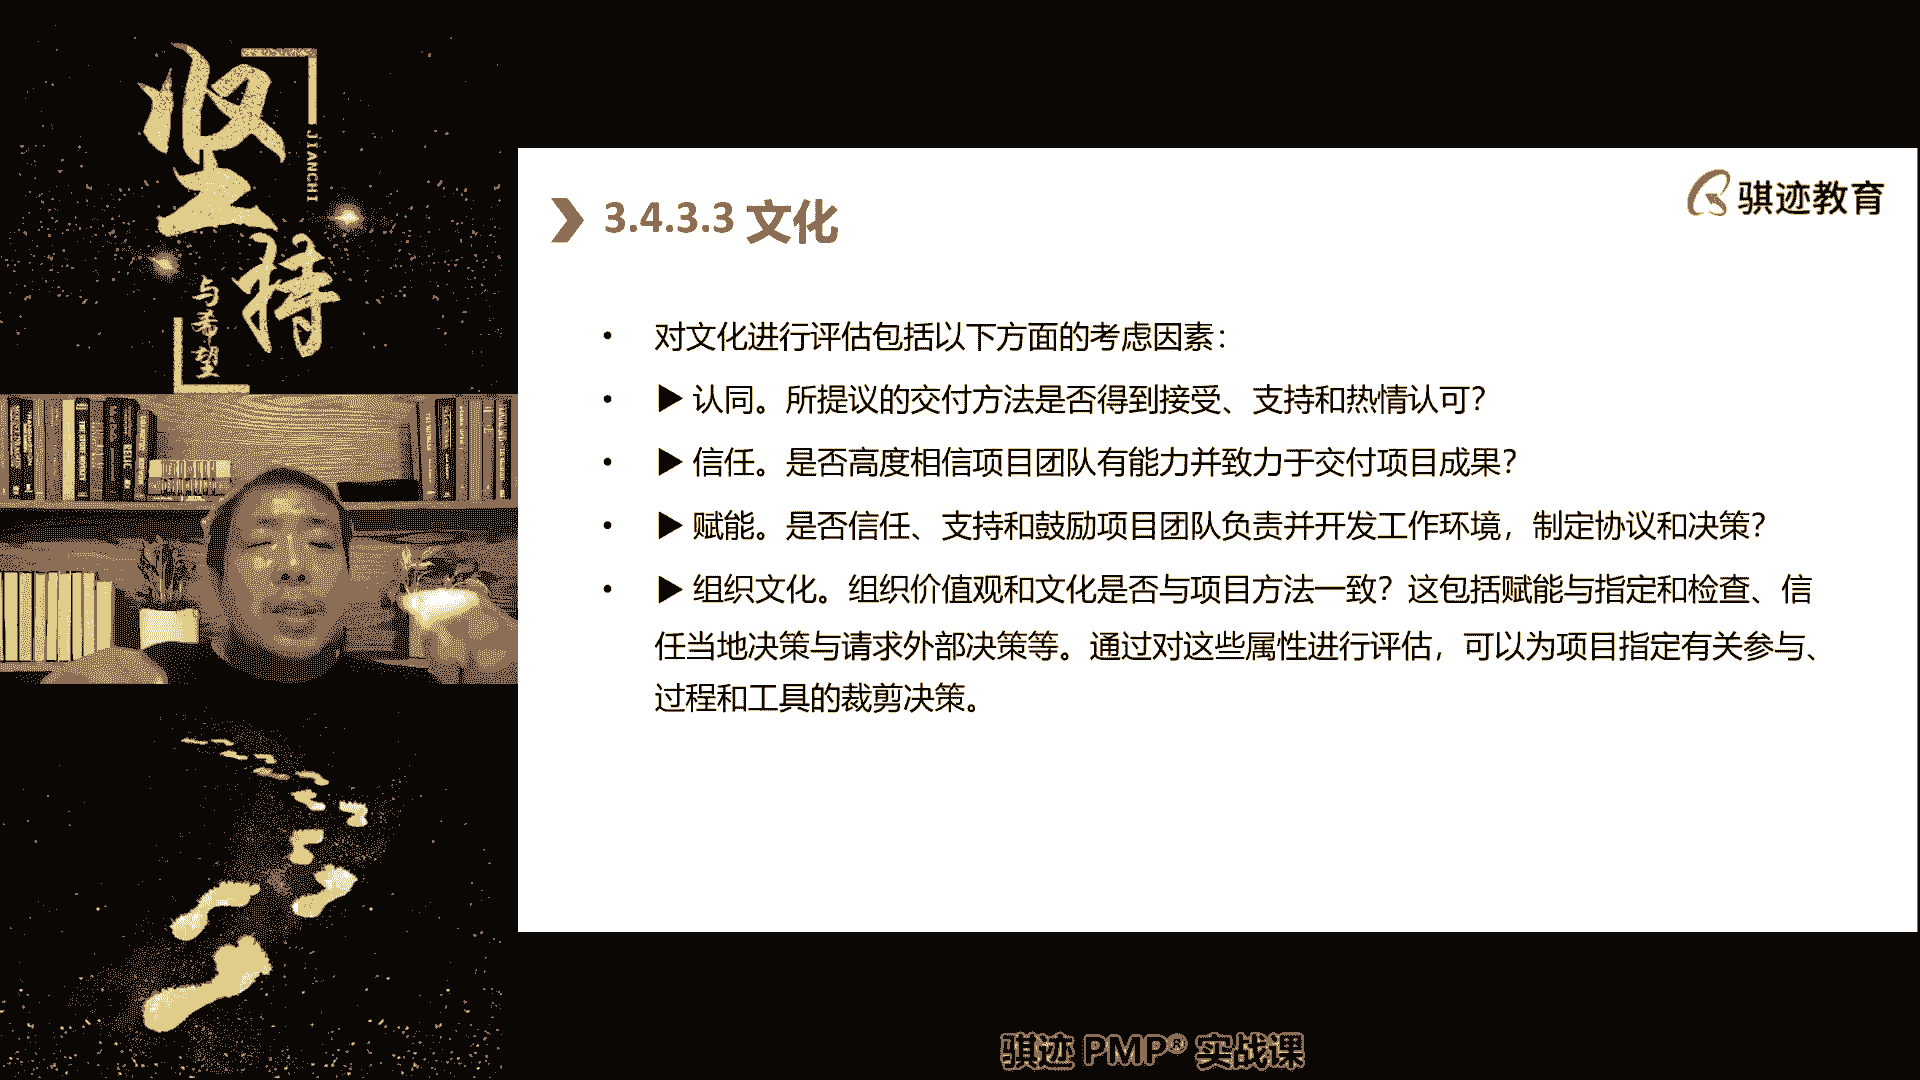 坚持
JIANCHI
与希望
骐迹教育
3.4.3.3 文化
• 对文化进行评估包括以下方面的考虑因素：
• ▶ 认同。所提议的交付方法是否得到接受、支持和热情认可？
• ▶ 信任。是否高度相信项目团队有能力并致力于交付项目成果？
• ▶ 赋能。是否信任、支持和鼓励项目团队负责并开发工作环境，制定协议和决策？
• ▶ 组织文化。组织价值观和文化是否与项目方法一致？这包括赋能与指定和检查、信
任当地决策与请求外部决策等。通过对这些属性进行评估，可以为项目指定有关参与、
过程和工具的裁剪决策。
骐迹 PMP® 实战课